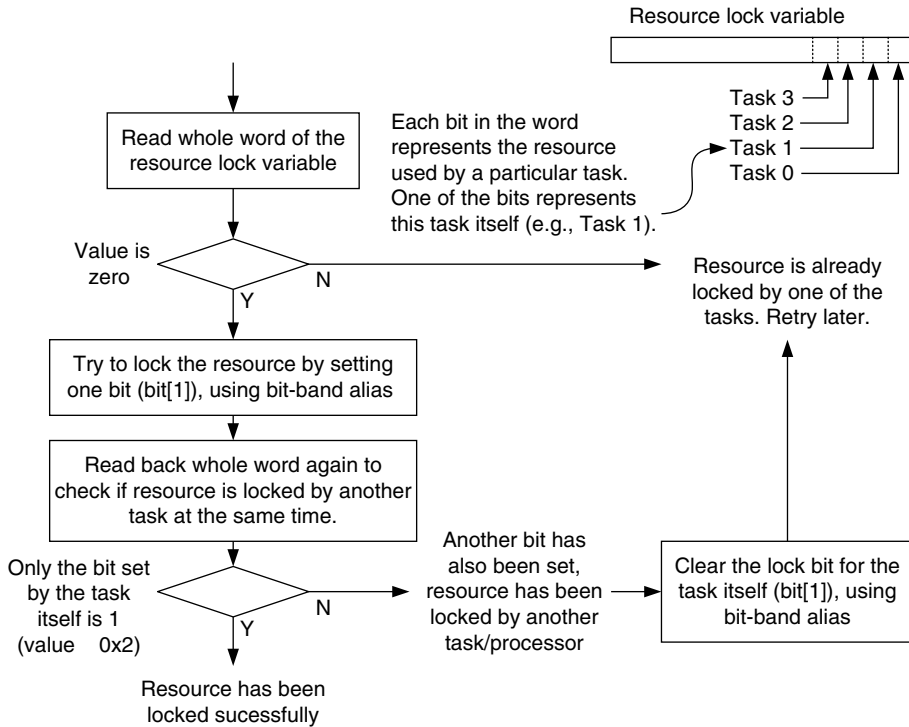 Resource lock variable
Task 3
Task 2
Task 1
Task 0
Read whole word of the
resource lock variable
Each bit in the word
represents the resource
used by a particular task.
One of the bits represents
this task itself (e.g., Task 1).
Value is
zero
N
Y
Resource is already
locked by one of the
tasks. Retry later.
Try to lock the resource by setting
one bit (bit[1]), using bit-band alias
Read back whole word again to
check if resource is locked by another
task at the same time.
Only the bit set
by the task
itself is 1
(value 0x2)
N
Y
Another bit has
also been set,
resource has been
locked by another
task/processor
Clear the lock bit for the
task itself (bit[1]), using
bit-band alias
Resource has been
locked sucessfully